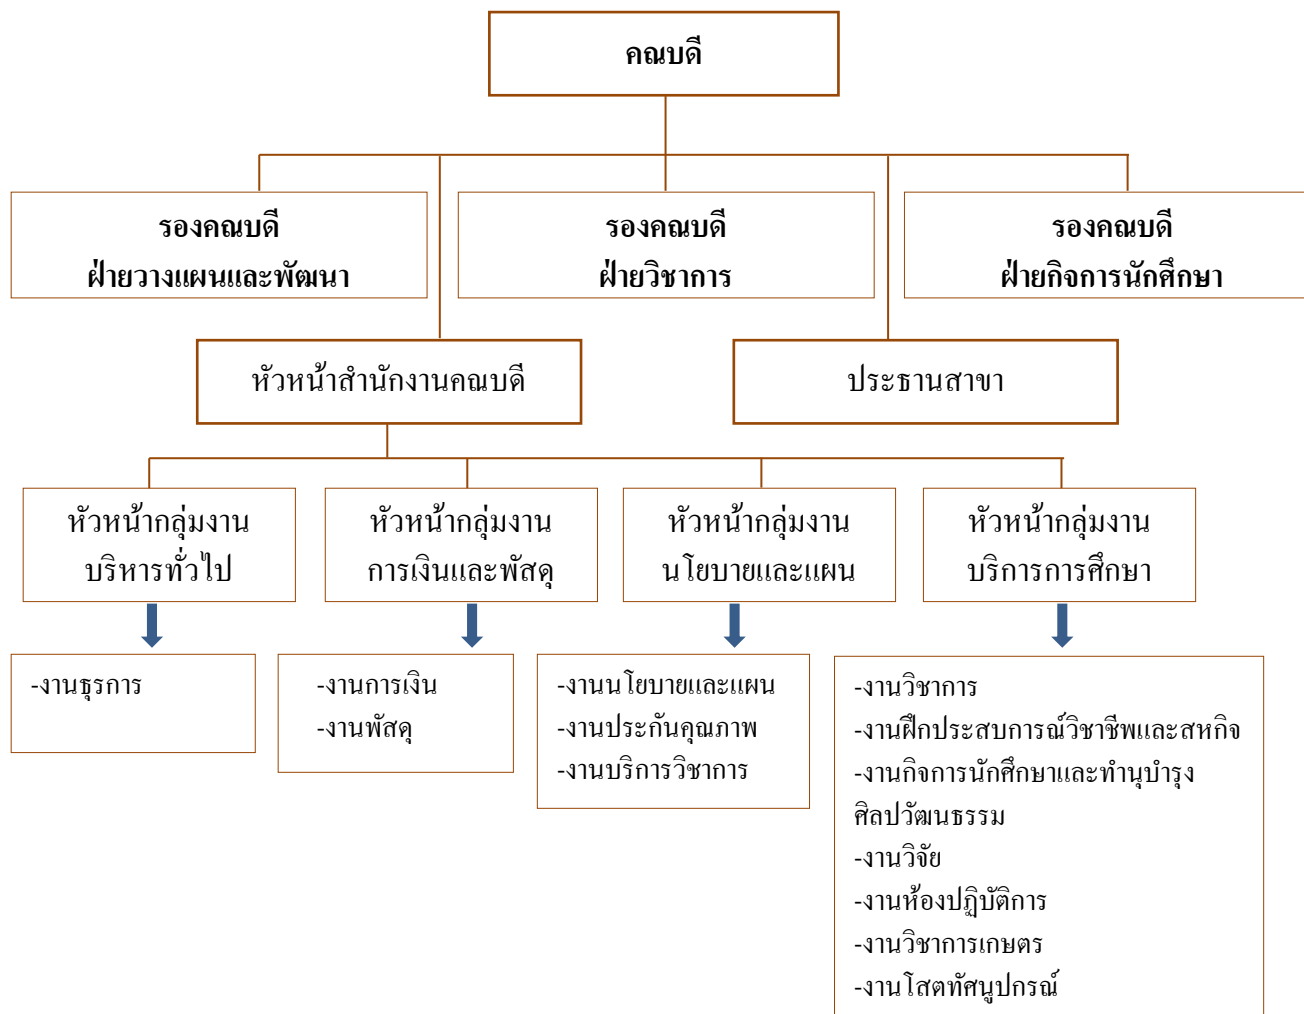 คณบดี
รองคณบดี
ฝ่ายวางแผนและพัฒนา
รองคณบดี
ฝ่ายวิชาการ
รองคณบดี
ฝ่ายกิจการนักศึกษา
หัวหน้าสำนักงานคณบดี
ประธานสาขา
หัวหน้ากลุ่มงาน
บริหารทั่วไป
หัวหน้ากลุ่มงาน
การเงินและพัสดุ
หัวหน้ากลุ่มงาน
นโยบายและแผน
หัวหน้ากลุ่มงาน
บริการการศึกษา
-งานธุรการ
-งานการเงิน
-งานพัสดุ
-งานนโยบายและแผน
-งานประกันคุณภาพ
-งานบริการวิชาการ
-งานวิชาการ
-งานฝึกประสบการณ์วิชาชีพและสหกิจ
-งานกิจการนักศึกษาและทำนุบำรุง
ศิลปวัฒนธรรม
-งานวิจัย
-งานห้องปฏิบัติการ
-งานวิชาการเกษตร
-งานโสตทัศนูปกรณ์